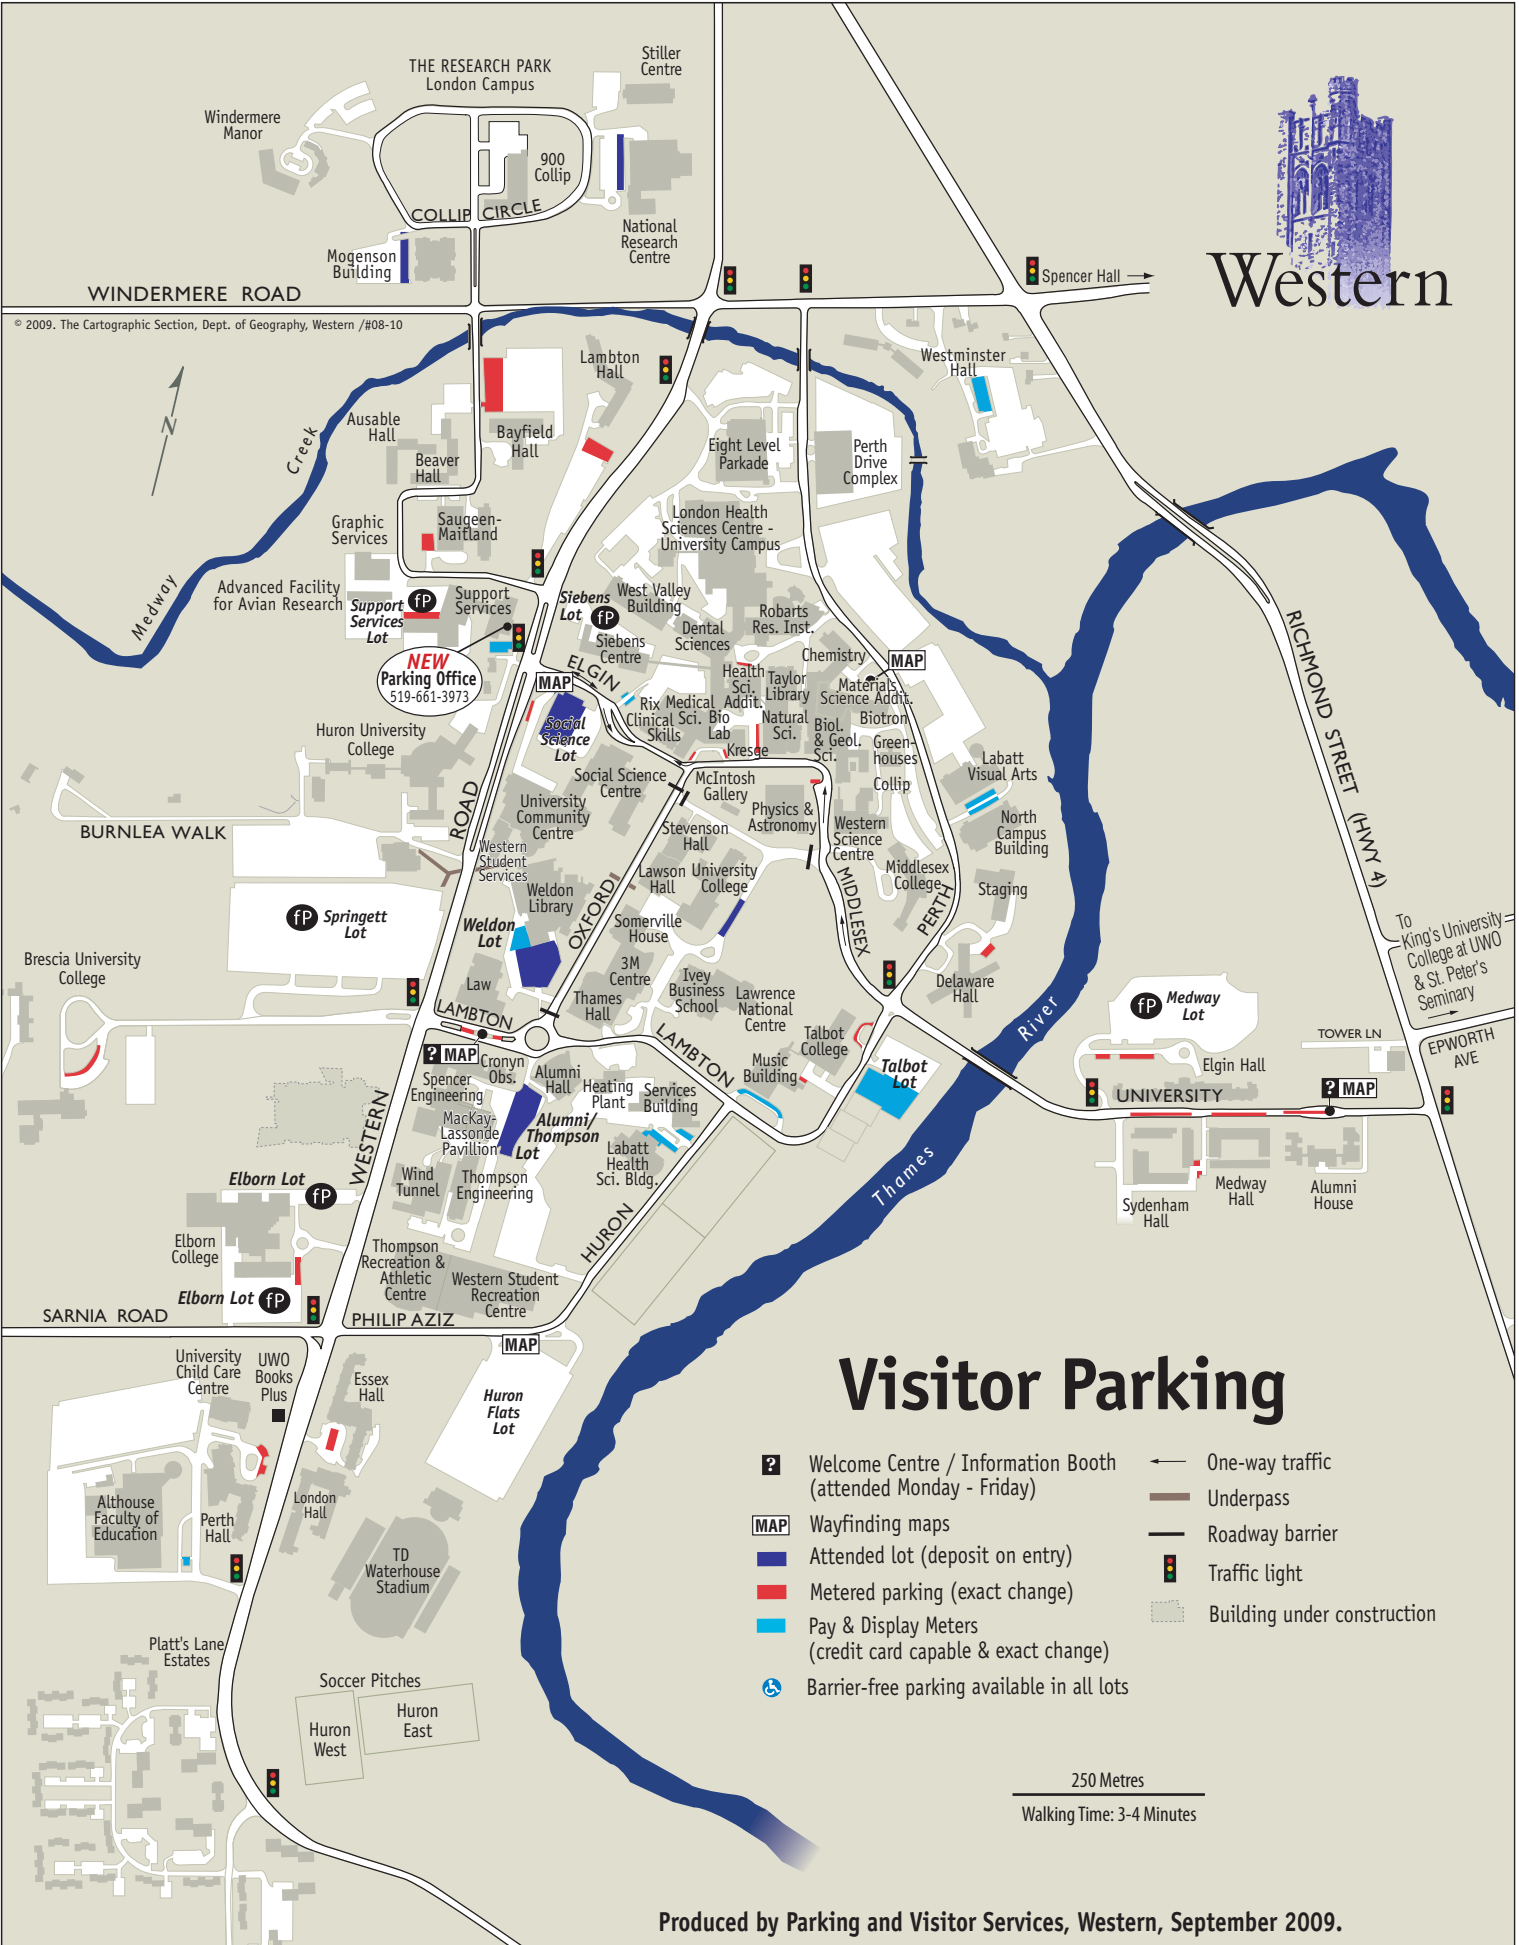 THE RESEARCH PARK
London Campus
Stiller
Centre
Windermere
Manor
900
Collip
COLLIP CIRCLE
National
Research
Centre
Mogenson
Building
WINDERMERE ROAD
© 2009. The Cartographic Section, Dept. of Geography, Western /#08-10
Spencer Hall
Western
N
Creek
Medway
Lambton
Hall
Westminster
Hall
Ausable
Hall
Bayfield
Hall
Beaver
Hall
Eight Level
Parkade
Perth
Drive
Complex
Graphic
Services
Saugeen-
Maitland
London Health
Sciences Centre -
University Campus
Advanced Facility
for Avian Research
Support
Services
Lot
fP
Support
Services
Siebens
Lot
fP
West Valley
Building
Siebens
Centre
Dental
Sciences
Robarts
Res. Inst.
Chemistry
MAP
NEW
Parking Office
519-661-3973
MAP
ELGIN
Health
Sci.
Addit.
Taylor
Library
Materials
Science Addit.
Rix
Clinical
Skills
Medical
Sci.
Bio
Lab
Natural
Sci.
Biol.
& Geol.
Sci.
Biotron
Green-
houses
Kresge
Collip
Social
Science
Lot
Huron University
College
Social Science
Centre
McIntosh
Gallery
Physics &
Astronomy
Labatt
Visual Arts
North
Campus
Building
RICHMOND STREET (HWY 4)
BURNLEA WALK
ROAD
University
Community
Centre
Western
Student
Services
Stevenson
Hall
Western
Science
Centre
Lawson
Hall
University
College
Middlesex
College
Staging
Weldon
Library
OXFORD
MIDDLESEX
PERTH
fP
Springett
Lot
Weldon
Lot
Somerville
House
Brescia University
College
Law
3M
Centre
Ivey
Business
School
Lawrence
National
Centre
Delaware
Hall
To
King's University
College at UWO
& St. Peter's
Seminary
Thames
Hall
LAMBTON
LAMBTON
Talbot
College
River
fP
Medway
Lot
TOWER LN
EPWORTH
AVE
? MAP
Cronyn
Obs.
Music
Building
Talbot
Lot
Elgin Hall
UNIVERSITY
? MAP
Spencer
Engineering
Alumni
Hall
Heating
Plant
Services
Building
MacKay-
Lassonde
Pavillion
Alumni/
Thompson
Lot
Labatt
Health
Sci. Bldg.
WESTERN
Wind
Tunnel
Thompson
Engineering
Elborn Lot
fP
Thames
Sydenham
Hall
Medway
Hall
Alumni
House
HURON
Elborn
College
Thompson
Recreation &
Athletic
Centre
Western Student
Recreation
Centre
Elborn Lot
fP
SARNIA ROAD
PHILIP AZIZ
MAP
University
Child Care
Centre
UWO
Books
Plus
Essex
Hall
Huron
Flats
Lot
Althouse
Faculty of
Education
Perth
Hall
London
Hall
TD
Waterhouse
Stadium
Platt's Lane
Estates
Soccer Pitches
Huron
West
Huron
East
Visitor Parking
? Welcome Centre / Information Booth
(attended Monday - Friday)
MAP Wayfinding maps
Attended lot (deposit on entry)
Metered parking (exact change)
Pay & Display Meters
(credit card capable & exact change)
Barrier-free parking available in all lots
One-way traffic
Underpass
Roadway barrier
Traffic light
Building under construction
250 Metres
Walking Time: 3-4 Minutes
Produced by Parking and Visitor Services, Western, September 2009.